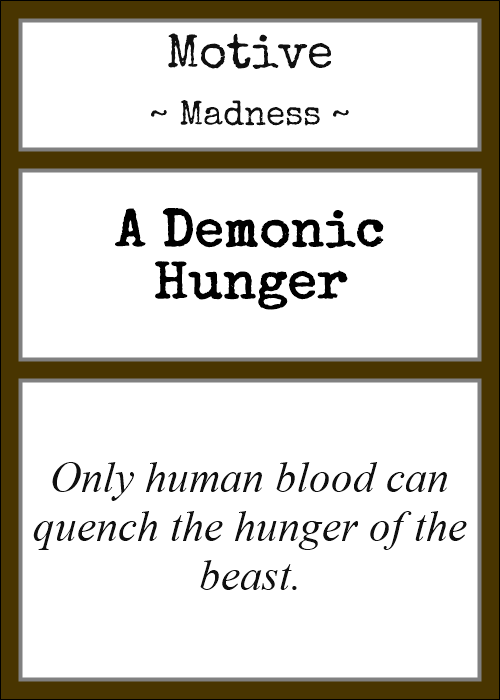 Motive
~ Madness ~
A Demonic
Hunger
Only human blood can
quench the hunger of the
beast.